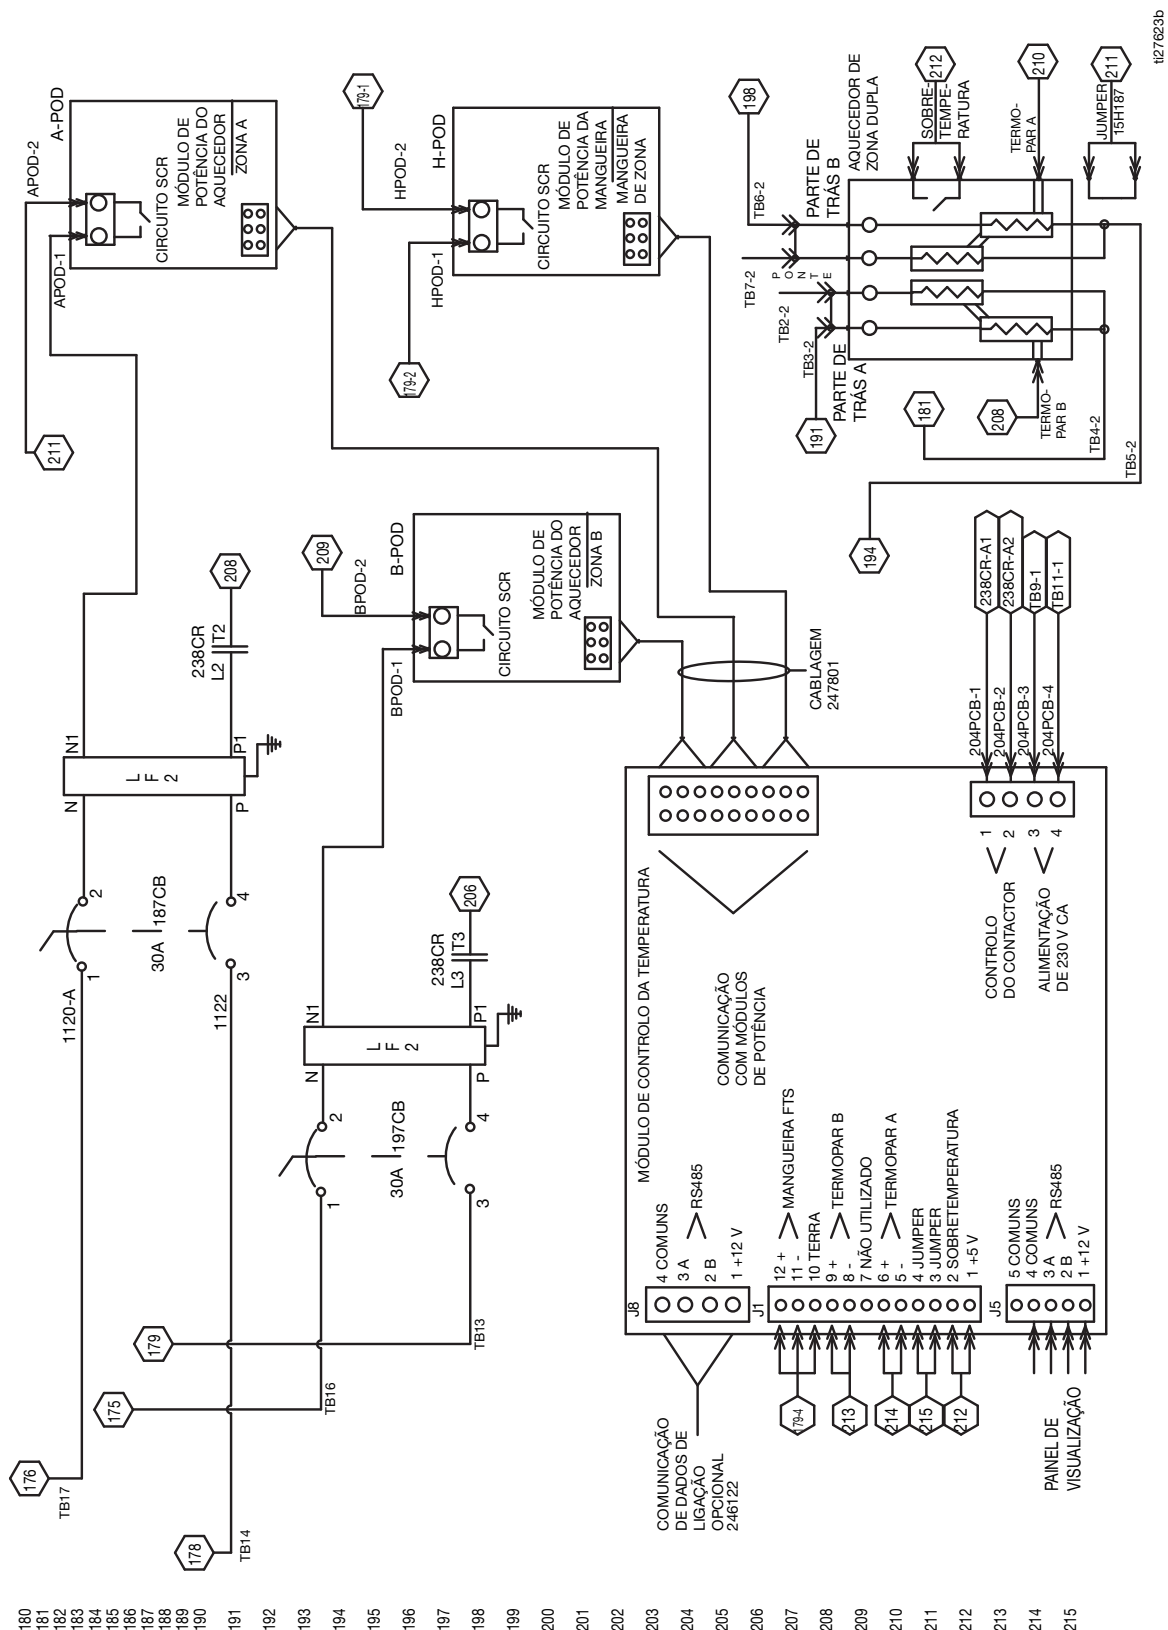 180
181
182
183
184
185
186
187
188
189
190
191
192
193
194
195
196
197
198
199
200
201
202
203
204
205
206
207
208
209
210
211
212
213
214
215
176
TB17
1120-A
1
2
30A
187CB
178
TB14
1122
3
4
N
N1
LF2
P
P1
238CR
L2
T2
208
211
APOD-1
APOD-2
A-POD
CIRCUITO SCR
MÓDULO DE
POTÊNCIA DO
AQUECEDOR
ZONA A
175
TB16
1
2
30A
197CB
179
TB13
3
4
N
N1
LF2
P
P1
238CR
L3
T3
206
209
BPOD-1
BPOD-2
B-POD
CIRCUITO SCR
MÓDULO DE
POTÊNCIA DO
AQUECEDOR
ZONA B
179-1
179-2
HPOD-1
HPOD-2
H-POD
CIRCUITO SCR
MÓDULO DE
POTÊNCIA DA
MANGUEIRA
MANGUEIRA
DE ZONA
CABLAGEM
247801
MÓDULO DE CONTROLO DA TEMPERATURA
COMUNICAÇÃO
COM MÓDULOS
DE POTÊNCIA
COMUNICAÇÃO
DE DADOS DE
LIGAÇÃO
OPCIONAL
246122
J8
4 COMUNS
3 A
RS485
2 B
1 +12 V
J1
12 +
MANGUEIRA FTS
11 -
10 TERRA
9 +
TERMOPAR B
8 -
7 NÃO UTILIZADO
6 +
TERMOPAR A
5 -
4 JUMPER
3 JUMPER
2 SOBRETEMPERATURA
1 +5 V
179-4
213
214
215
212
J5
5 COMUNS
4 COMUNS
3 A
RS485
2 B
1 +12 V
PAINEL DE
VISUALIZAÇÃO
CONTROLO
DO CONTACTOR
1
2
ALIMENTAÇÃO
DE 230 V CA
3
4
204PCB-1
238CR-A1
204PCB-2
238CR-A2
204PCB-3
TB9-1
204PCB-4
TB11-1
198
TB6-2
TB7-2
PONTE
TB2-2
TB3-2
191
PARTE DE
TRÁS B
PARTE DE
TRÁS A
AQUECEDOR DE
ZONA DUPLA
212
SOBRE-
TEMPE-
RATURA
210
TERMO-
PAR A
211
JUMPER
15H187
181
208
TERMO-
PAR B
TB4-2
TB5-2
194
ti27623b